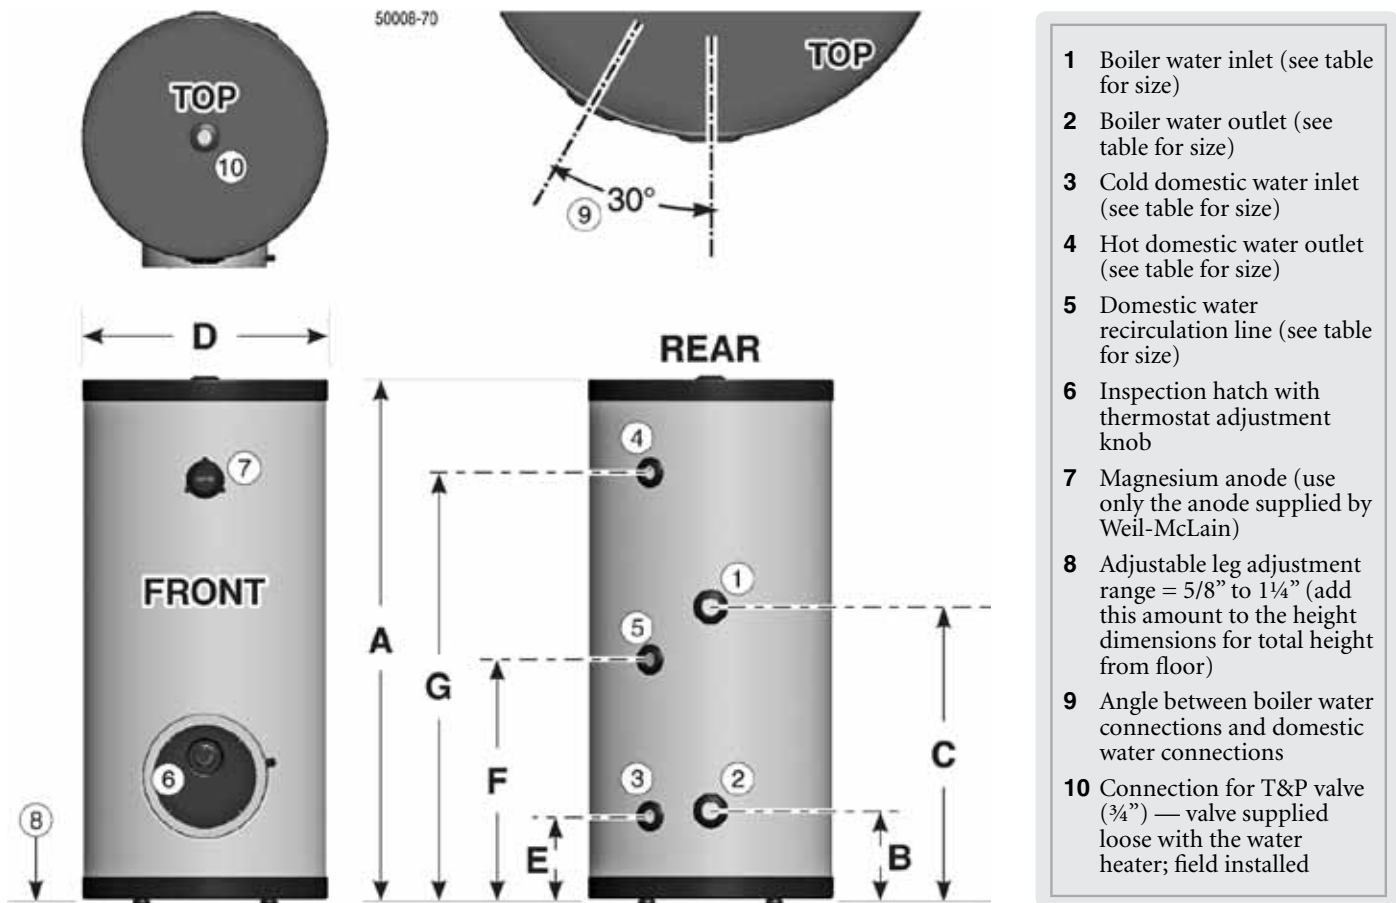 50008-70
TOP
10
TOP
30°
9
D
REAR
4
7
1
FRONT
5
A
G
C
F
6
3
2
8
E
B
1 Boiler water inlet (see table
for size)
2 Boiler water outlet (see
table for size)
3 Cold domestic water inlet
(see table for size)
4 Hot domestic water outlet
(see table for size)
5 Domestic water
recirculation line (see table
for size)
6 Inspection hatch with
thermostat adjustment
knob
7 Magnesium anode (use
only the anode supplied by
Weil-McLain)
8 Adjustable leg adjustment
range = 5/8” to 1¼” (add
this amount to the height
dimensions for total height
from floor)
9 Angle between boiler water
connections and domestic
water connections
10 Connection for T&P valve
(¾”) — valve supplied
loose with the water
heater; field installed